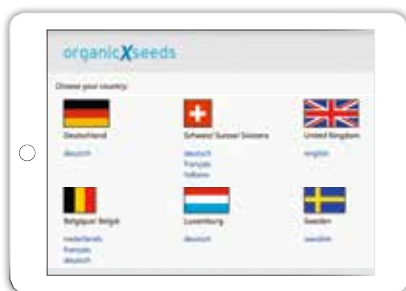 organicXseeds
Choose your country:
Deutschland
deutsch
Schweiz Suisse Svizzera
deutsch
français
italiano
United Kingdom
english
Belgique België
nederlands
français
deutsch
Luxemburg
deutsch
Sweden
swedish